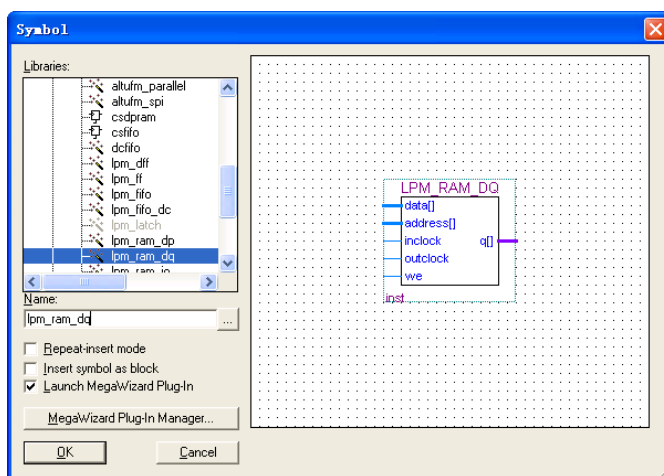 Symbol
Libraries:
altufm_parallel
altufm_spi
csdpram
csfifo
dcfifo
lpm_dff
lpm_ff
lpm_fifo
lpm_fifo_dc
lpm_latch
lpm_ram_dp
lpm_ram_dq
lpm_ram_io
Name:
lpm_ram_dq
...
Repeat-insert mode
Insert symbol as block
Launch MegaWizard Plug-In
MegaWizard Plug-In Manager...
OK
Cancel
LPM_RAM_DQ
data[]
address[]
inclock q[]
outclock
we
inst